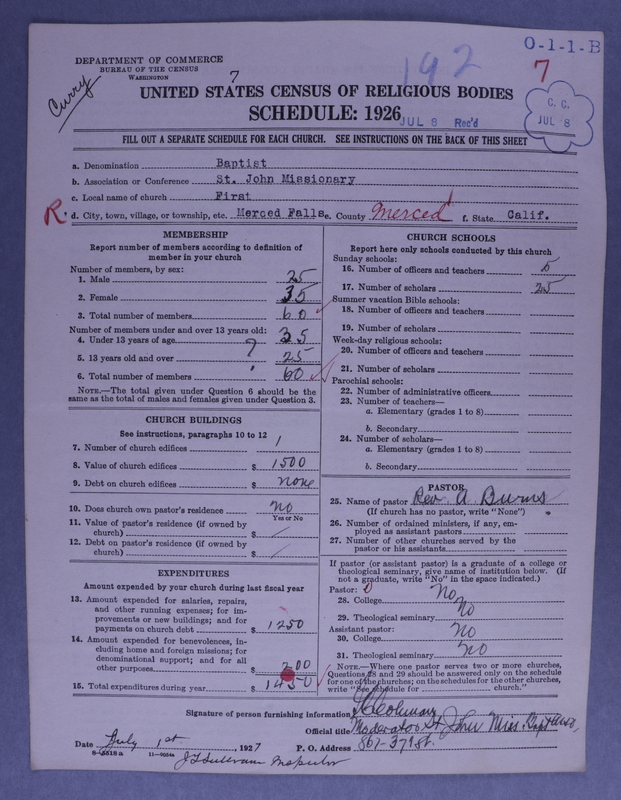 DEPARTMENT OF COMMERCE
BUREAU OF THE CENSUS
WASHINGTON
Curry
7
192
O-1-1-B
7
UNITED STATES CENSUS OF RELIGIOUS BODIES
SCHEDULE: 1926
JUL 8 Rec'd
C. C.
JUL 8
FILL OUT A SEPARATE SCHEDULE FOR EACH CHURCH. SEE INSTRUCTIONS ON THE BACK OF THIS SHEET
a. Denomination Baptist
b. Association or Conference St. John Missionary
c. Local name of church First
R. d. City, town, village, or township, etc. Merced Falls e. County Merced f. State Calif.
MEMBERSHIP
Report number of members according to definition of
member in your church
Number of members, by sex:
1. Male 25
2. Female 35
3. Total number of members 60
Number of members under and over 13 years old:
4. Under 13 years of age ? 35
5. 13 years old and over 25
6. Total number of members 60
NOTE.—The total given under Question 6 should be the
same as the total of males and females given under Question 3.
CHURCH BUILDINGS
See instructions, paragraphs 10 to 12
7. Number of church edifices 1
8. Value of church edifices $ 1500
9. Debt on church edifices $ none
10. Does church own pastor's residence? no
Yes or No
11. Value of pastor's residence (if owned by
church) $
12. Debt on pastor's residence (if owned by
church) $
EXPENDITURES
Amount expended by your church during last fiscal year
13. Amount expended for salaries, repairs,
and other running expenses; for im-
provements or new buildings; and for
payments on church debt $ 1250
14. Amount expended for benevolences, in-
cluding home and foreign missions; for
denominational support; and for all
other purposes $ 200
15. Total expenditures during year $ 1450
CHURCH SCHOOLS
Report here only schools conducted by this church
Sunday schools:
16. Number of officers and teachers 5
17. Number of scholars 25
Summer vacation Bible schools:
18. Number of officers and teachers
19. Number of scholars
Week-day religious schools:
20. Number of officers and teachers
21. Number of scholars
Parochial schools:
22. Number of administrative officers
23. Number of teachers—
a. Elementary (grades 1 to 8)
b. Secondary
24. Number of scholars—
a. Elementary (grades 1 to 8)
b. Secondary
PASTOR
25. Name of pastor Rev. A Burns
(If church has no pastor, write "None")
26. Number of ordained ministers, if any, em-
ployed as assistant pastors
27. Number of other churches served by the
pastor or his assistants
If pastor (or assistant pastor) is a graduate of a college or
theological seminary, give name of institution below. (If
not a graduate, write "No" in the space indicated.)
Pastor: 0
28. College No
29. Theological seminary No
Assistant pastor:
30. College No
31. Theological seminary No
NOTE.—Where one pastor serves two or more churches,
Questions 28 and 29 should be answered only on the schedule
for one of the churches; on the schedules for the other churches,
write "See schedule for church."
Signature of person furnishing information Coleman
Official title Moderator St John Miss. Bapt
Date July 1st, 1927 P. O. Address 867-37 St.
11-9554a
Inspector